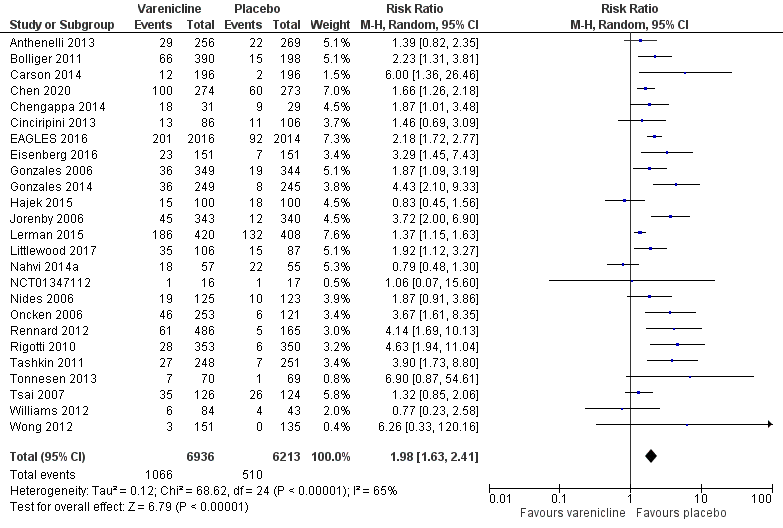 Varenicline Placebo Risk Ratio Risk Ratio
Study or Subgroup Events Total Events Total Weight M-H, Random, 95% CI M-H, Random, 95% CI
Anthenelli 2013 29 256 22 269 5.1% 1.39 [0.82, 2.35]
Bolliger 2011 66 390 15 198 5.1% 2.23 [1.31, 3.81]
Carson 2014 12 196 2 196 1.5% 6.00 [1.36, 26.46]
Chen 2020 100 274 60 273 6.9% 1.66 [1.26, 2.18]
Chengappa 2014 18 31 9 29 4.6% 1.87 [1.01, 3.48]
Cinciripini 2013 13 86 11 106 4.0% 1.46 [0.69, 3.09]
EAGLES 2016 201 2016 92 2014 7.3% 2.18 [1.72, 2.77]
Eisenberg 2016 23 151 7 151 3.4% 3.29 [1.45, 7.43]
Gonzales 2006 36 349 19 344 5.0% 1.87 [1.09, 3.19]
Gonzales 2014 36 249 8 245 3.8% 4.43 [2.10, 9.33]
Hajek 2015 15 100 18 100 4.5% 0.83 [0.45, 1.56]
Jorenby 2006 45 343 12 340 4.6% 3.72 [2.00, 6.90]
Lerman 2015 186 420 132 408 7.6% 1.37 [1.15, 1.63]
Littlewood 2017 35 106 15 87 5.1% 1.92 [1.12, 3.27]
Nahvi 2014a 18 57 22 55 5.3% 0.79 [0.48, 1.30]
NCT01347112 1 16 1 17 0.5% 1.06 [0.07, 15.60]
Nides 2006 19 125 10 123 3.9% 1.87 [0.91, 3.86]
Oncken 2006 46 253 6 121 3.4% 3.67 [1.61, 8.35]
Rennard 2012 61 486 5 165 3.1% 4.14 [1.69, 10.13]
Rigotti 2010 28 353 6 350 3.2% 4.63 [1.94, 11.04]
Tashkin 2011 27 248 7 251 3.5% 3.90 [1.73, 8.80]
Tonnesen 2013 7 70 1 69 0.9% 6.90 [0.87, 54.61]
Tsai 2007 35 126 26 124 5.7% 1.32 [0.85, 2.06]
Williams 2012 6 84 4 43 2.0% 0.77 [0.23, 2.58]
Wong 2012 3 151 0 135 0.4% 6.26 [0.33, 120.16]
Total (95% CI) 6936 6213 100.0% 1.98 [1.63, 2.41]
Total events 1066 510
Heterogeneity: Tau² = 0.12; Chi² = 68.62, df = 24 (P < 0.00001); I² = 65%
Test for overall effect: Z = 6.79 (P < 0.00001)
0.01 0.1 1 10 100
Favours varenicline Favours placebo